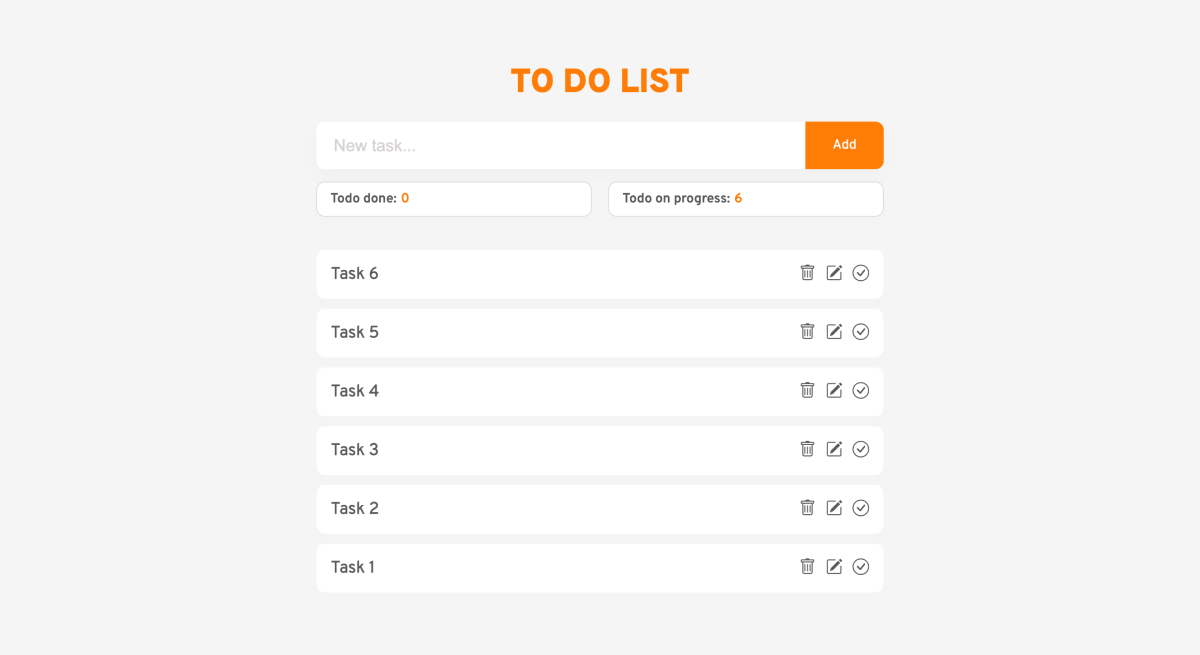 TO DO LIST
New task...
Add
Todo done: 0
Todo on progress: 6
Task 6
Task 5
Task 4
Task 3
Task 2
Task 1